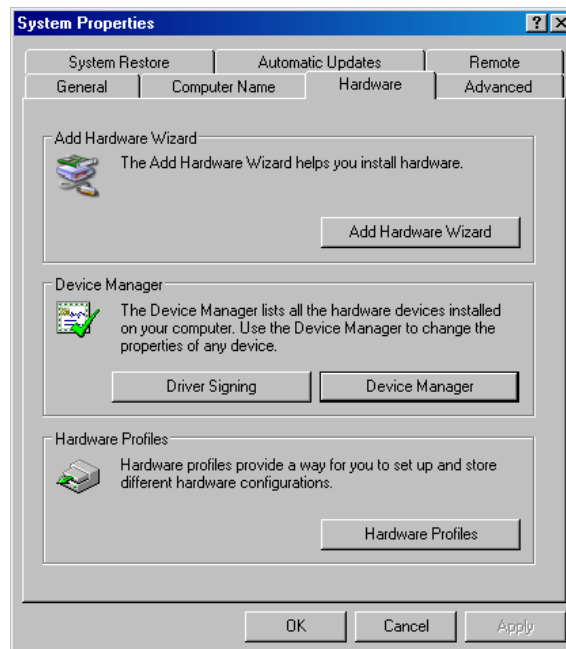 System Properties
System Restore
Automatic Updates
Remote
General
Computer Name
Hardware
Advanced
Add Hardware Wizard
The Add Hardware Wizard helps you install hardware.
Add Hardware Wizard
Device Manager
The Device Manager lists all the hardware devices installed
on your computer. Use the Device Manager to change the
properties of any device.
Driver Signing
Device Manager
Hardware Profiles
Hardware profiles provide a way for you to set up and store
different hardware configurations.
Hardware Profiles
OK
Cancel
Apply